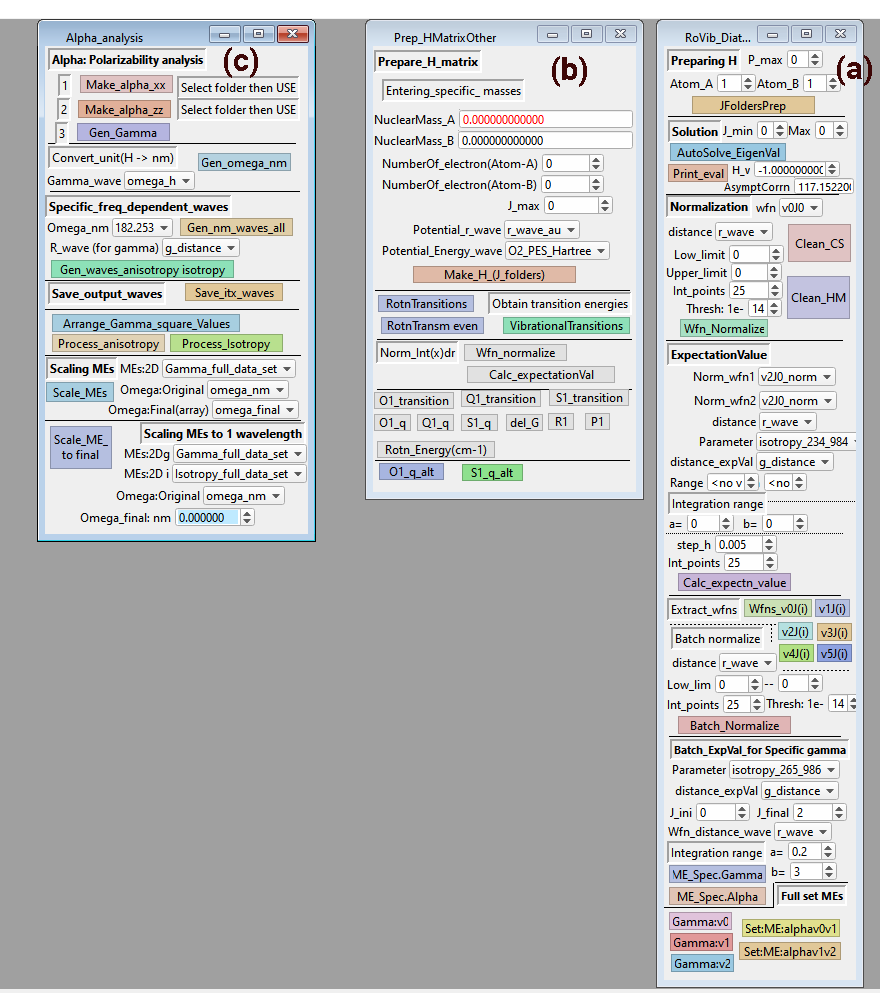 Alpha_analysis
Alpha: Polarizability analysis
(c)
1 Make_alpha_xx Select folder then USE
2 Make_alpha_zz Select folder then USE
3 Gen_Gamma
Convert_unit(H -> nm) Gen_omega_nm
Gamma_wave omega_h
Specific_freq_dependent_waves
Omega_nm 182.253 Gen_nm_waves_all
R_wave (for gamma) g_distance
Gen_waves_anisotropy isotropy
Save_output_waves Save_itx_waves
Arrange_Gamma_square_Values
Process_anisotropy Process_Isotropy
Scaling MEs MEs:2D Gamma_full_data_set
Scale_MEs Omega:Original omega_nm
Omega:Final(array) omega_final
Scale_ME_ to final Scaling MEs to 1 wavelength
MEs:2Dg Gamma_full_data_set
MEs:2D i Isotropy_full_data_set
Omega:Original omega_nm
Omega_final: nm 0.000000
Prep_HMatrixOther
Prepare_H_matrix
(b)
Entering_specific_ masses
NuclearMass_A 0.000000000000
NuclearMass_B 0.000000000000
NumberOf_electron(Atom-A) 0
NumberOf_electron(Atom-B) 0
J_max 0
Potential_r_wave r_wave_au
Potential_Energy_wave O2_PES_Hartree
Make_H_(J_folders)
RotnTransitions Obtain transition energies
RotnTransm even VibrationalTransitions
Norm_Int(x)dr Wfn_normalize
Calc_expectationVal
O1_transition Q1_transition S1_transition
O1_q Q1_q S1_q del_G R1 P1
Rotn_Energy(cm-1)
O1_q_alt S1_q_alt
RoVib_Diat...
Preparing H P_max 0
(a)
Atom_A 1 Atom_B 1
JFoldersPrep
Solution J_min 0 Max 0
AutoSolve_EigenVal
Print_eval H_v -1.00000000
AsymptCorrn 117.15220
Normalization wfn v0J0
distance r_wave Clean_CS
Low_limit 0
Upper_limit 0
Int_points 25 Clean_HM
Thresh: 1e- 14
Wfn_Normalize
ExpectationValue
Norm_wfn1 v2J0_norm
Norm_wfn2 v2J0_norm
distance r_wave
Parameter isotropy_234_984
distance_expVal g_distance
Range <no v <no
Integration range
a= 0 b= 0
step_h 0.005
Int_points 25
Calc_expectn_value
Extract_wfns Wfns_v0J(i) v1J(i)
v2J(i) v3J(i)
Batch normalize v4J(i) v5J(i)
distance r_wave
Low_lim 0 -- 0
Int_points 25 Thresh: 1e- 14
Batch_Normalize
Batch_ExpVal_for Specific gamma
Parameter isotropy_265_986
distance_expVal g_distance
J_ini 0 J_final 2
Wfn_distance_wave r_wave
Integration range a= 0.2
ME_Spec.Gamma b= 3
ME_Spec.Alpha Full set MEs
Gamma:v0 Set:ME:alphav0v1
Gamma:v1 Set:ME:alphav1v2
Gamma:v2